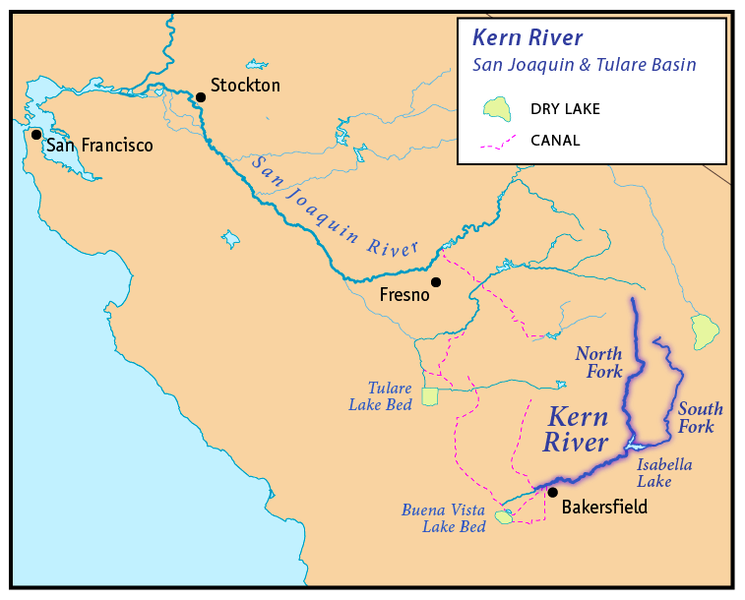 Kern River
San Joaquin & Tulare Basin
DRY LAKE
CANAL
Stockton
San Francisco
San Joaquin River
Fresno
North
Fork
Tulare
Lake Bed
Kern
River
South
Fork
Isabella
Lake
Buena Vista
Lake Bed
Bakersfield